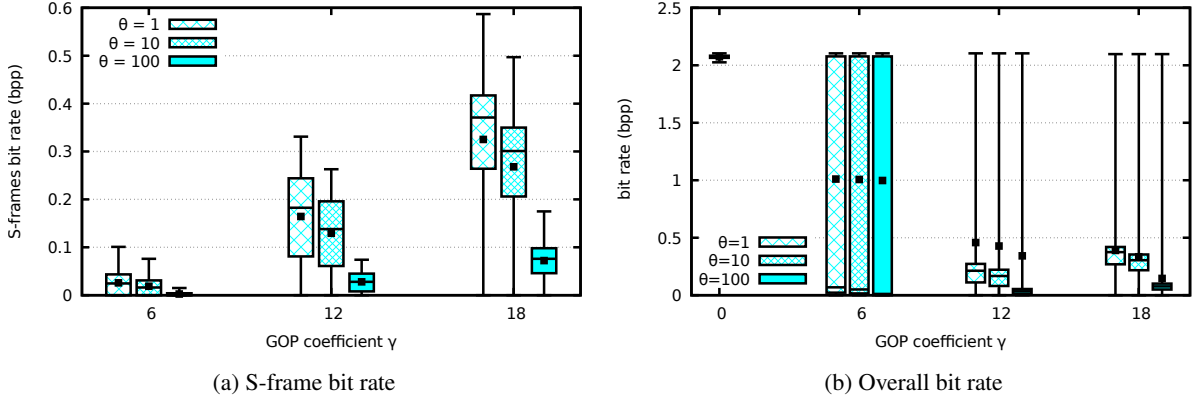 0.6
0.5
0.4
0.3
0.2
0.1
0
S-frames bit rate (bpp)
θ = 1
θ = 10
θ = 100
6
12
18
GOP coefficient γ
(a) S-frame bit rate
2.5
2
1.5
1
0.5
0
bit rate (bpp)
θ=1
θ=10
θ=100
0
6
12
18
GOP coefficient γ
(b) Overall bit rate